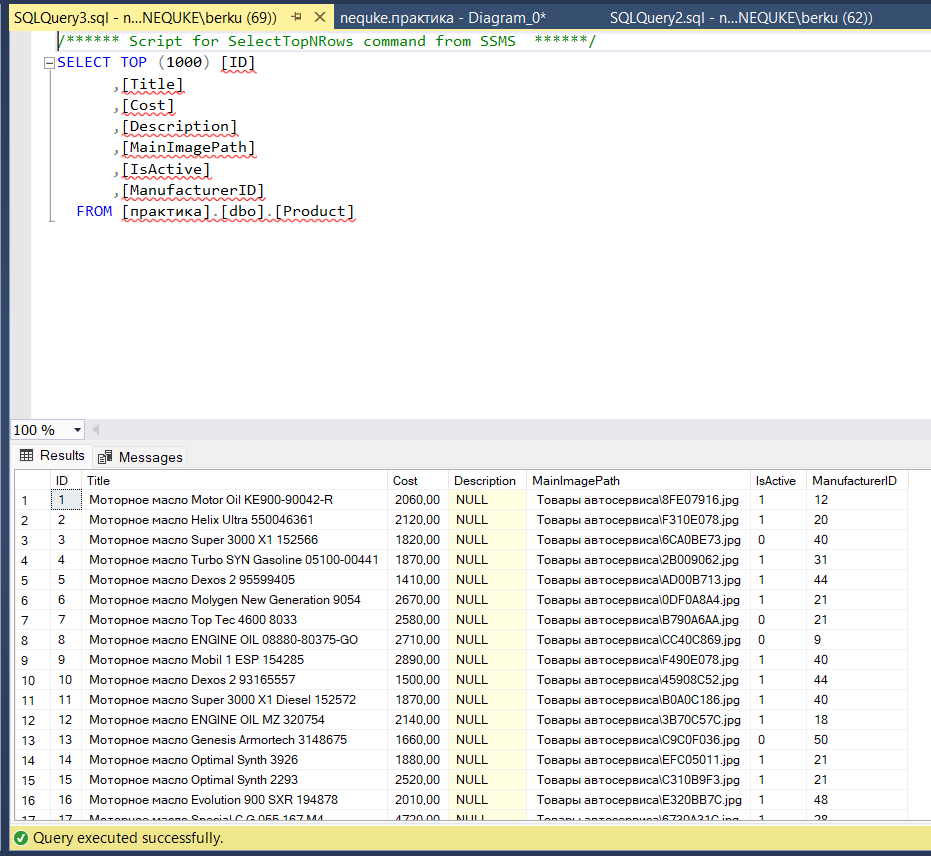 SQLQuery3.sql - n...NEQUKE\berku (69)) nequke.практика - Diagram_0* SQLQuery2.sql - n...NEQUKE\berku (62))
/****** Script for SelectTopNRows command from SSMS ******/
SELECT TOP (1000) [ID]
,[Title]
,[Cost]
,[Description]
,[MainImagePath]
,[IsActive]
,[ManufacturerID]
FROM [практика].[dbo].[Product]
100 %
Results Messages
ID Title Cost Description MainImagePath IsActive ManufacturerID
1 1 Моторное масло Motor Oil KE900-90042-R 2060,00 NULL Товары автосервиса\8FE07916.jpg 1 12
2 2 Моторное масло Helix Ultra 550046361 2120,00 NULL Товары автосервиса\F310E078.jpg 1 20
3 3 Моторное масло Super 3000 X1 152566 1820,00 NULL Товары автосервиса\6CA0BE73.jpg 0 40
4 4 Моторное масло Turbo SYN Gasoline 05100-00441 1870,00 NULL Товары автосервиса\2B009062.jpg 1 31
5 5 Моторное масло Dexos 2 95599405 1410,00 NULL Товары автосервиса\AD00B713.jpg 1 44
6 6 Моторное масло Molygen New Generation 9054 2670,00 NULL Товары автосервиса\0DF0A8A4.jpg 1 21
7 7 Моторное масло Top Tec 4600 8033 2580,00 NULL Товары автосервиса\B790A6AA.jpg 0 21
8 8 Моторное масло ENGINE OIL 08880-80375-GO 2710,00 NULL Товары автосервиса\CC40C869.jpg 0 9
9 9 Моторное масло Mobil 1 ESP 154285 2890,00 NULL Товары автосервиса\F490E078.jpg 1 40
10 10 Моторное масло Dexos 2 93165557 1500,00 NULL Товары автосервиса\45908C52.jpg 1 44
11 11 Моторное масло Super 3000 X1 Diesel 152572 1870,00 NULL Товары автосервиса\B0A0C186.jpg 1 40
12 12 Моторное масло ENGINE OIL MZ 320754 2140,00 NULL Товары автосервиса\3B70C57C.jpg 1 18
13 13 Моторное масло Genesis Armortech 3148675 1660,00 NULL Товары автосервиса\C9C0F036.jpg 0 50
14 14 Моторное масло Optimal Synth 3926 1880,00 NULL Товары автосервиса\EFC05011.jpg 1 21
15 15 Моторное масло Optimal Synth 2293 2520,00 NULL Товары автосервиса\C310B9F3.jpg 1 21
16 16 Моторное масло Evolution 900 SXR 194878 2010,00 NULL Товары автосервиса\E320BB7C.jpg 1 48
17 17 Моторное масло Special C G 055 167 M4 4720,00 NULL Товары автосервиса\6730A31C.jpg 1 28
Query executed successfully.